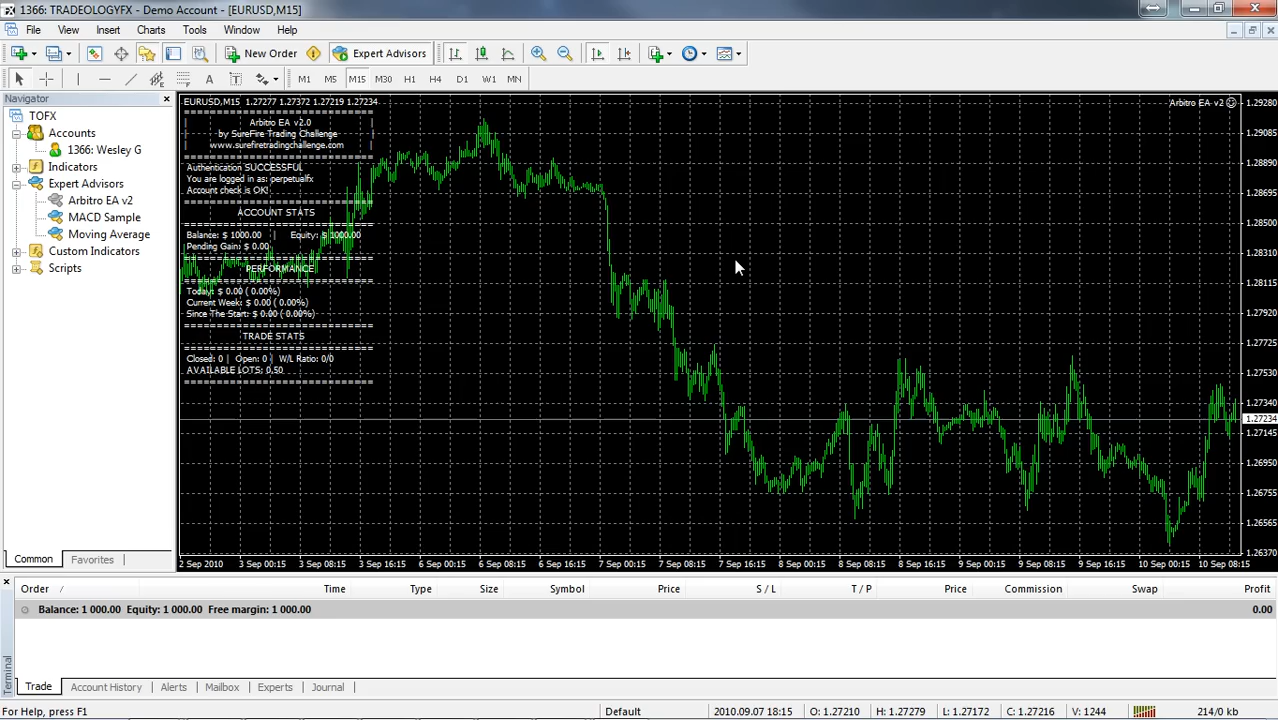 1366: TRADEOLOGYFX - Demo Account - [EURUSD,M15]
File View Insert Charts Tools Window Help
New Order Expert Advisors
A T M1 M5 M15 M30 H1 H4 D1 W1 MN
Navigator
TOFX
Accounts
1366: Wesley G
Indicators
Expert Advisors
Arbitro EA v2
MACD Sample
Moving Average
Custom Indicators
Scripts
Common Favorites
EURUSD,M15 1.27277 1.27372 1.27219 1.27234
Arbitro EA v2
Arbitro EA v2.0
by SureFire Trading Challenge
www.surefiretradingchallenge.com
Authentication SUCCESSFUL
You are logged in as: perpetualfx
Account check is OK!
ACCOUNT STATS
Balance: $ 1000.00 | Equity: $ 1000.00
Pending Gain: $ 0.00
PERFORMANCE
Today: $ 0.00 ( 0.00%)
Current Week: $ 0.00 ( 0.00%)
Since The Start: $ 0.00 ( 0.00%)
TRADE STATS
Closed: 0 | Open: 0 | W/L Ratio: 0/0
AVAILABLE LOTS: 0.50
1.29280
1.29085
1.28890
1.28695
1.28500
1.28310
1.28115
1.27920
1.27725
1.27530
1.27340
1.27234
1.27145
1.26950
1.26755
1.26565
1.26370
2 Sep 2010 3 Sep 00:15 3 Sep 08:15 3 Sep 16:15 6 Sep 00:15 6 Sep 08:15 6 Sep 16:15 7 Sep 00:15 7 Sep 08:15 7 Sep 16:15 8 Sep 00:15 8 Sep 08:15 8 Sep 16:15 9 Sep 00:15 9 Sep 08:15 9 Sep 16:15 10 Sep 00:15 10 Sep 08:15
Order / Time Type Size Symbol Price S / L T / P Price Commission Swap Profit
Balance: 1 000.00 Equity: 1 000.00 Free margin: 1 000.00 0.00
Terminal
Trade Account History Alerts Mailbox Experts Journal
For Help, press F1 Default 2010.09.07 18:15 O: 1.27210 H: 1.27279 L: 1.27172 C: 1.27216 V: 1244 214/0 kb